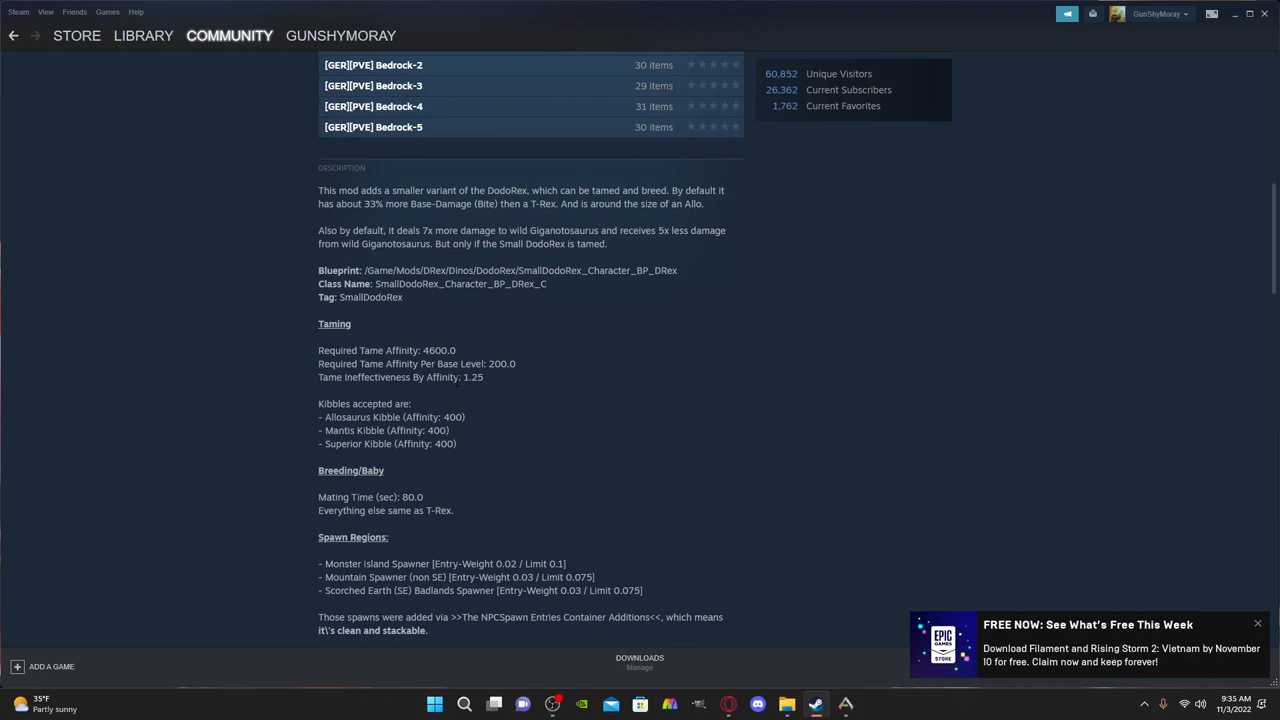 Steam View Friends Games Help
GunShyMoray
STORE LIBRARY COMMUNITY GUNSHYMORAY
[GER][PVE] Bedrock-2 30 items
[GER][PVE] Bedrock-3 29 items
[GER][PVE] Bedrock-4 31 items
[GER][PVE] Bedrock-5 30 items
60,852 Unique Visitors
26,362 Current Subscribers
1,762 Current Favorites
DESCRIPTION
This mod adds a smaller variant of the DodoRex, which can be tamed and breed. By default it
has about 33% more Base-Damage (Bite) then a T-Rex. And is around the size of an Allo.
Also by default, it deals 7x more damage to wild Giganotosaurus and receives 5x less damage
from wild Giganotosaurus. But only if the Small DodoRex is tamed.
Blueprint: /Game/Mods/DRex/Dinos/DodoRex/SmallDodoRex_Character_BP_DRex
Class Name: SmallDodoRex_Character_BP_DRex_C
Tag: SmallDodoRex
Taming
Required Tame Affinity: 4600.0
Required Tame Affinity Per Base Level: 200.0
Tame Ineffectiveness By Affinity: 1.25
Kibbles accepted are:
- Allosaurus Kibble (Affinity: 400)
- Mantis Kibble (Affinity: 400)
- Superior Kibble (Affinity: 400)
Breeding/Baby
Mating Time (sec): 80.0
Everything else same as T-Rex.
Spawn Regions:
- Monster Island Spawner [Entry-Weight 0.02 / Limit 0.1]
- Mountain Spawner (non SE) [Entry-Weight 0.03 / Limit 0.075]
- Scorched Earth (SE) Badlands Spawner [Entry-Weight 0.03 / Limit 0.075]
Those spawns were added via >>The NPCSpawn Entries Container Additions<<, which means
it\'s clean and stackable.
EPIC
GAMES
STORE
FREE NOW: See What's Free This Week
Download Filament and Rising Storm 2: Vietnam by November
10 for free. Claim now and keep forever!
ADD A GAME
DOWNLOADS
Manage
35°F
Partly sunny
9:35 AM
11/3/2022